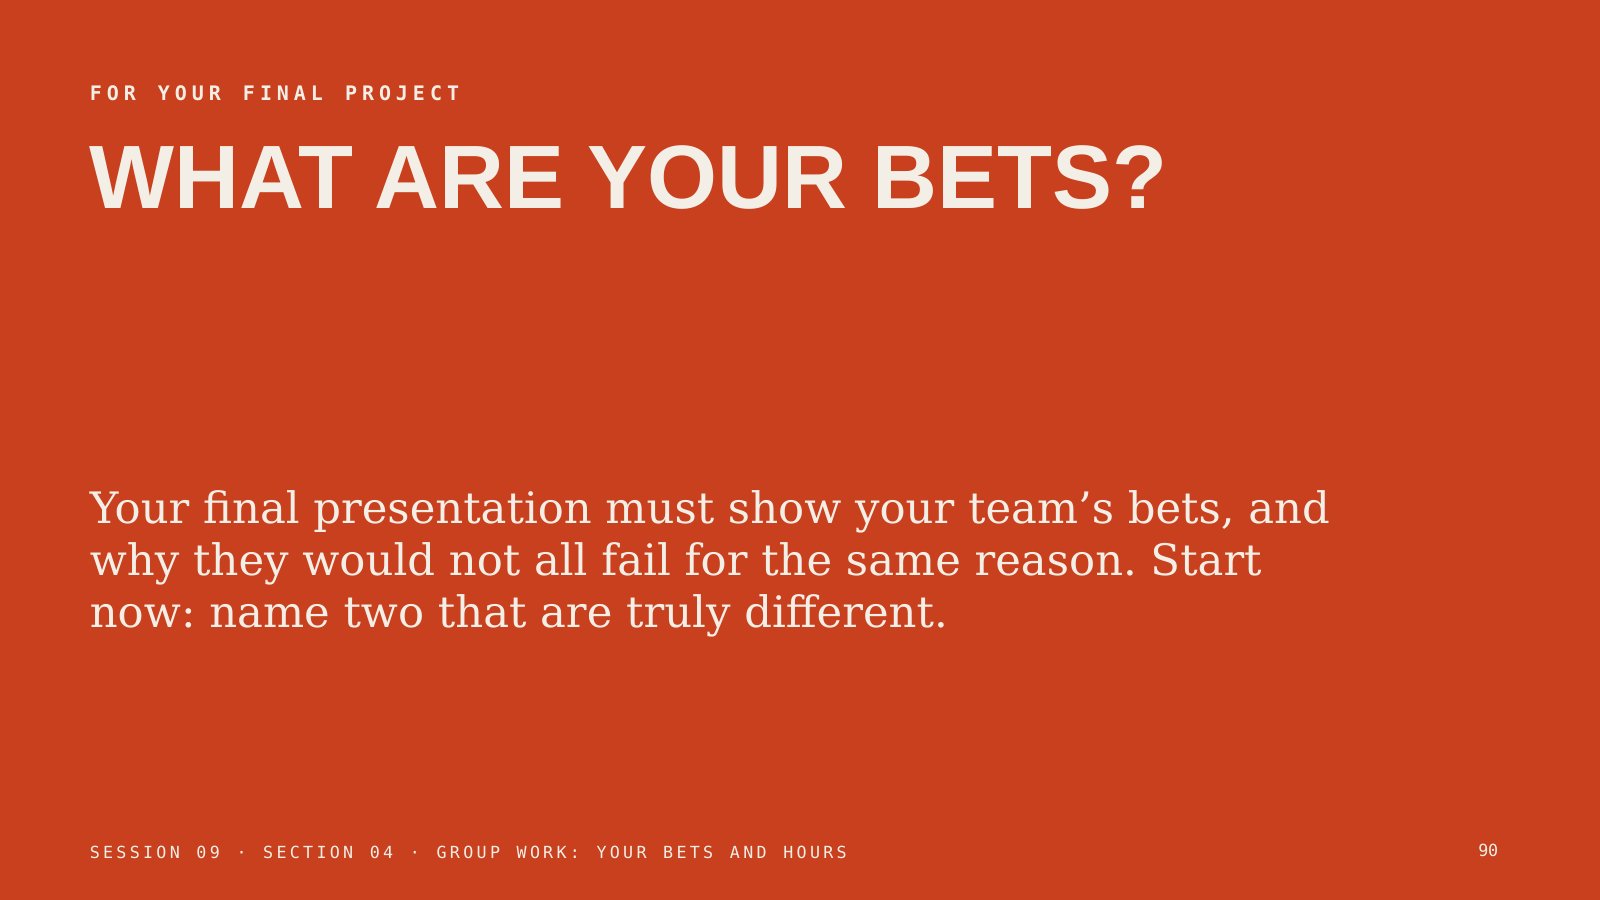 FOR YOUR FINAL PROJECT
WHAT ARE YOUR BETS?
Your final presentation must show your team’s bets, and
why they would not all fail for the same reason. Start
now: name two that are truly different.
SESSION 09 · SECTION 04 · GROUP WORK: YOUR BETS AND HOURS
90